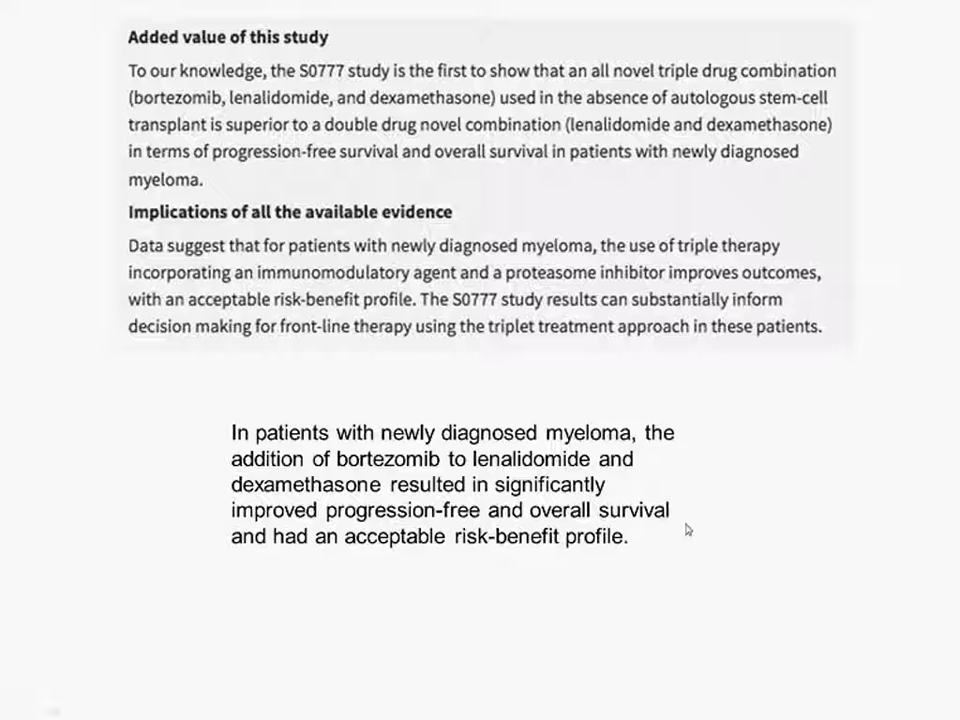 Added value of this study
To our knowledge, the S0777 study is the first to show that an all novel triple drug combination
(bortezomib, lenalidomide, and dexamethasone) used in the absence of autologous stem-cell
transplant is superior to a double drug novel combination (lenalidomide and dexamethasone)
in terms of progression-free survival and overall survival in patients with newly diagnosed
myeloma.
Implications of all the available evidence
Data suggest that for patients with newly diagnosed myeloma, the use of triple therapy
incorporating an immunomodulatory agent and a proteasome inhibitor improves outcomes,
with an acceptable risk-benefit profile. The S0777 study results can substantially inform
decision making for front-line therapy using the triplet treatment approach in these patients.
In patients with newly diagnosed myeloma, the
addition of bortezomib to lenalidomide and
dexamethasone resulted in significantly
improved progression-free and overall survival
and had an acceptable risk-benefit profile.